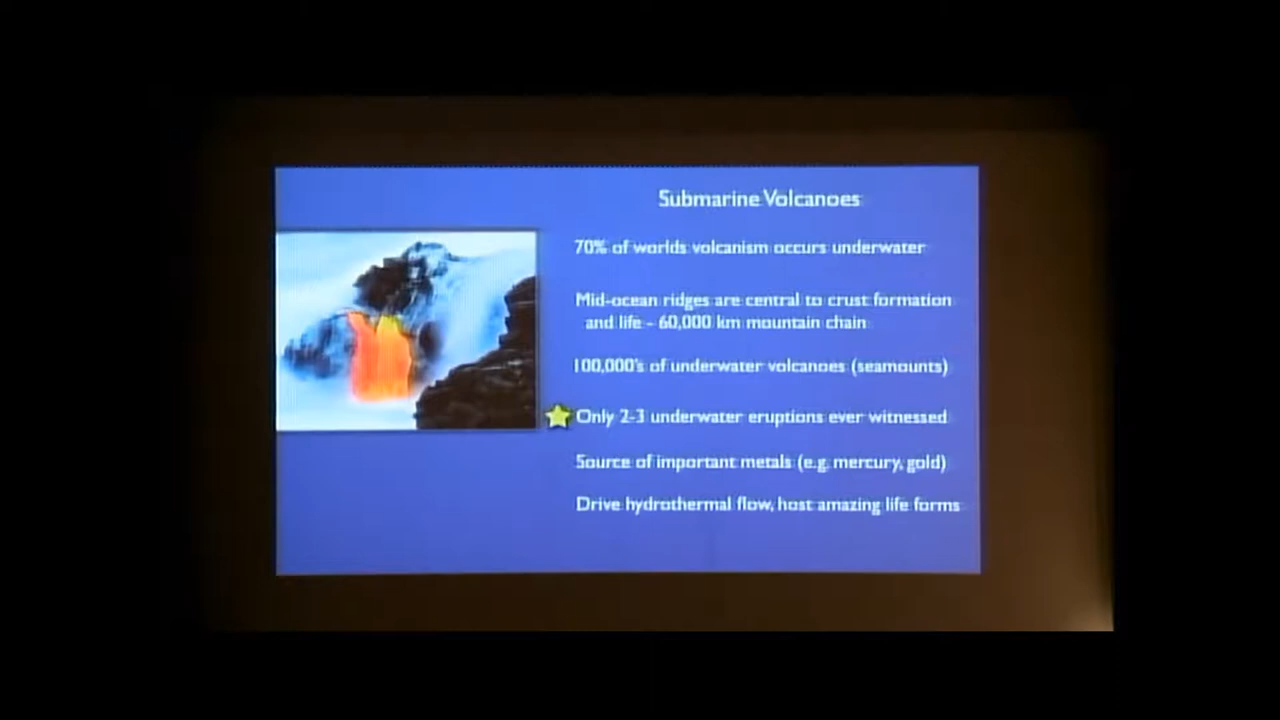 Submarine Volcanoes
70% of worlds volcanism occurs underwater
Mid-ocean ridges are central to crust formation
and life - 60,000 km mountain chain
100,000's of underwater volcanoes (seamounts)
Only 2-3 underwater eruptions ever witnessed
Source of important metals (e.g. mercury, gold)
Drive hydrothermal flow, host amazing life forms